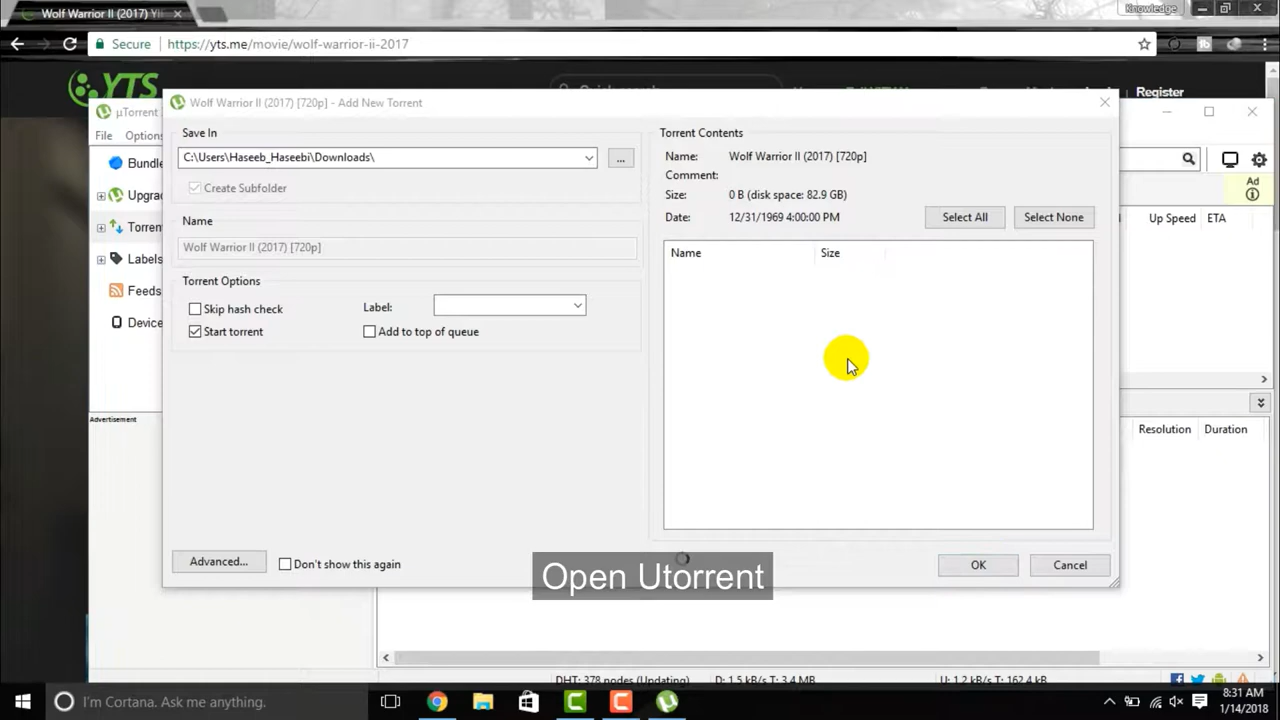 Wolf Warrior II (2017) YI
Knowledge
Secure
https://yts.me/movie/wolf-warrior-ii-2017
YTS
Register
µTorrent
Wolf Warrior II (2017) [720p] - Add New Torrent
File
Options
Bundle
Upgra
Torren
Labels
Feeds
Device
Save In
C:\Users\Haseeb_Haseebi\Downloads\
...
Create Subfolder
Name
Wolf Warrior II (2017) [720p]
Torrent Options
Skip hash check
Label:
Start torrent
Add to top of queue
Torrent Contents
Name: Wolf Warrior II (2017) [720p]
Comment:
Size: 0 B (disk space: 82.9 GB)
Date: 12/31/1969 4:00:00 PM
Select All
Select None
Name Size
Ad
Up Speed ETA
Resolution Duration
Advertisement
Advanced...
Don't show this again
OK
Cancel
Open Utorrent
DHT: 378 nodes (Updating)
D: 1.5 kB/s T: 3.4 MB
U: 1.2 kB/s T: 162.4 kB
I'm Cortana. Ask me anything.
8:31 AM
1/14/2018